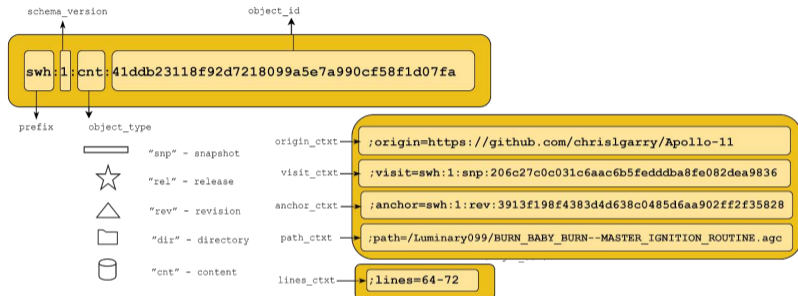 schema_version
object_id
swh:1:cnt:41ddb23118f92d7218099a5e7a990cf58f1d07fa
prefix
object_type
"snp" - snapshot
"rel" - release
"rev" - revision
"dir" - directory
"cnt" - content
origin_ctxt
;origin=https://github.com/chrislgarry/Apollo-11
visit_ctxt
;visit=swh:1:snp:206c27c0c031c6aac6b5fedddba8fe082dea9836
anchor_ctxt
;anchor=swh:1:rev:3913f198f4383d4d638c0485d6aa902ff2f35828
path_ctxt
;path=/Luminary099/BURN_BABY_BURN--MASTER_IGNITION_ROUTINE.agc
lines_ctxt
;lines=64-72